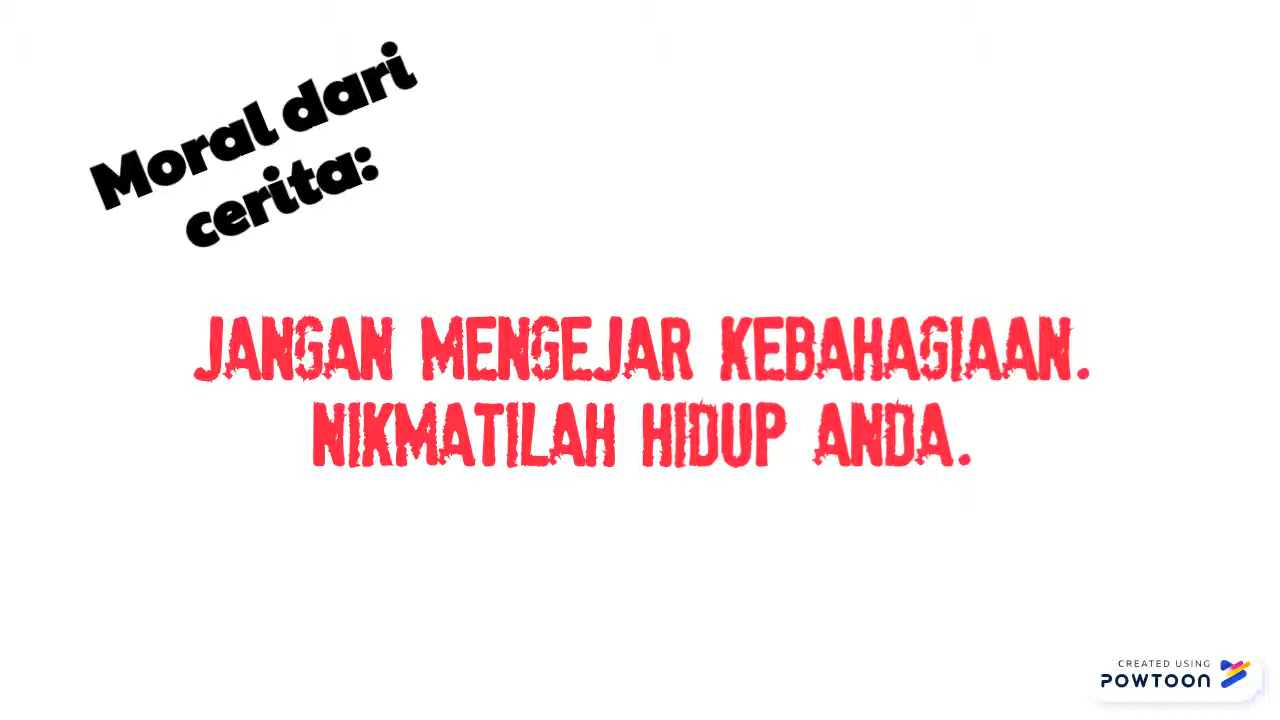 Moral dari
cerita:
JANGAN MENGEJAR KEBAHAGIAAN.
NIKMATILAH HIDUP ANDA.
CREATED USING
POWTOON